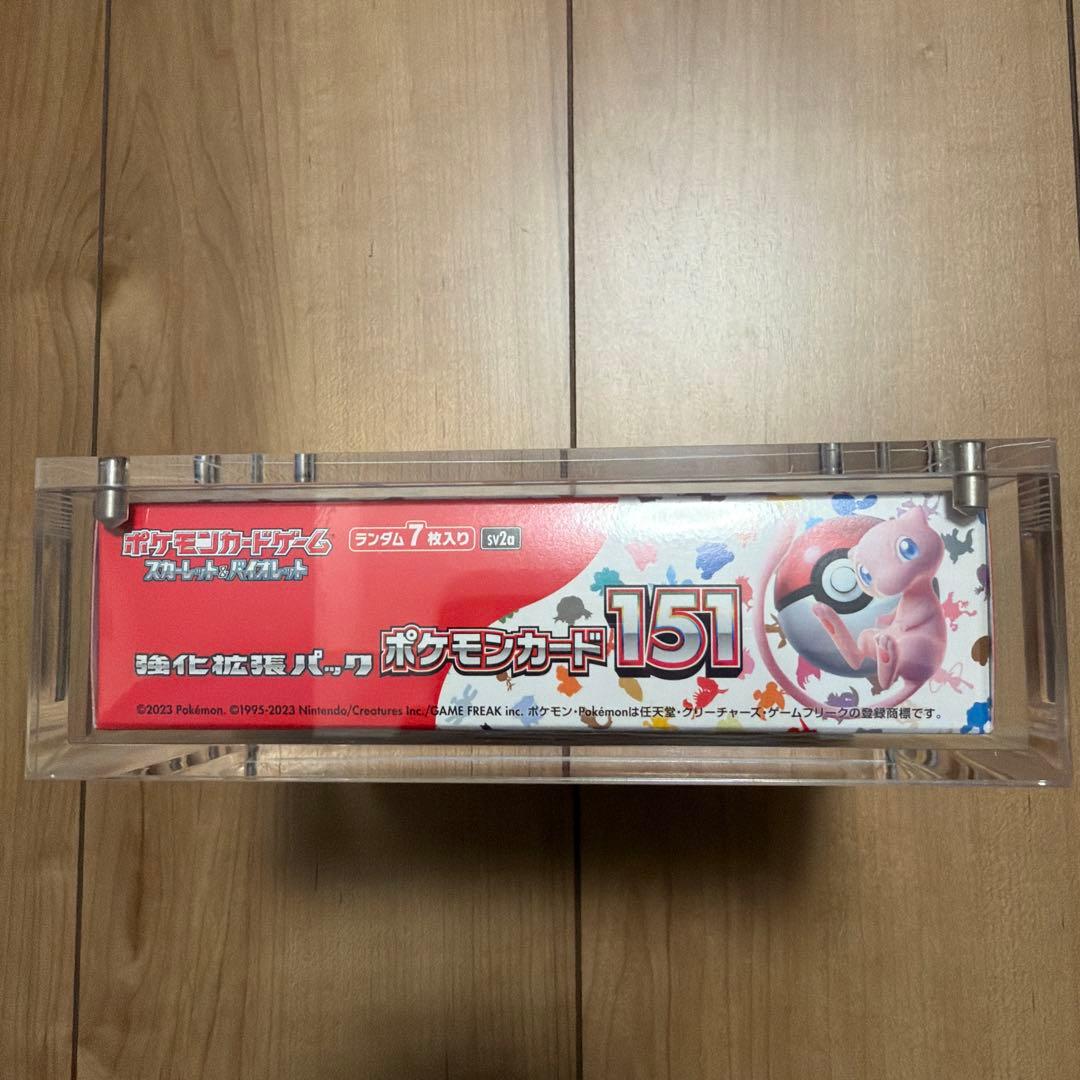 ポケモンカードゲーム
スカーレット&バイオレット
ランダム7枚入り
sv2a
強化拡張パック
ポケモンカード151
©2023 Pokémon. ©1995-2023 Nintendo/Creatures Inc./GAME FREAK inc. ポケモン・Pokémonは任天堂・クリーチャーズ・ゲームフリークの登録商標です。